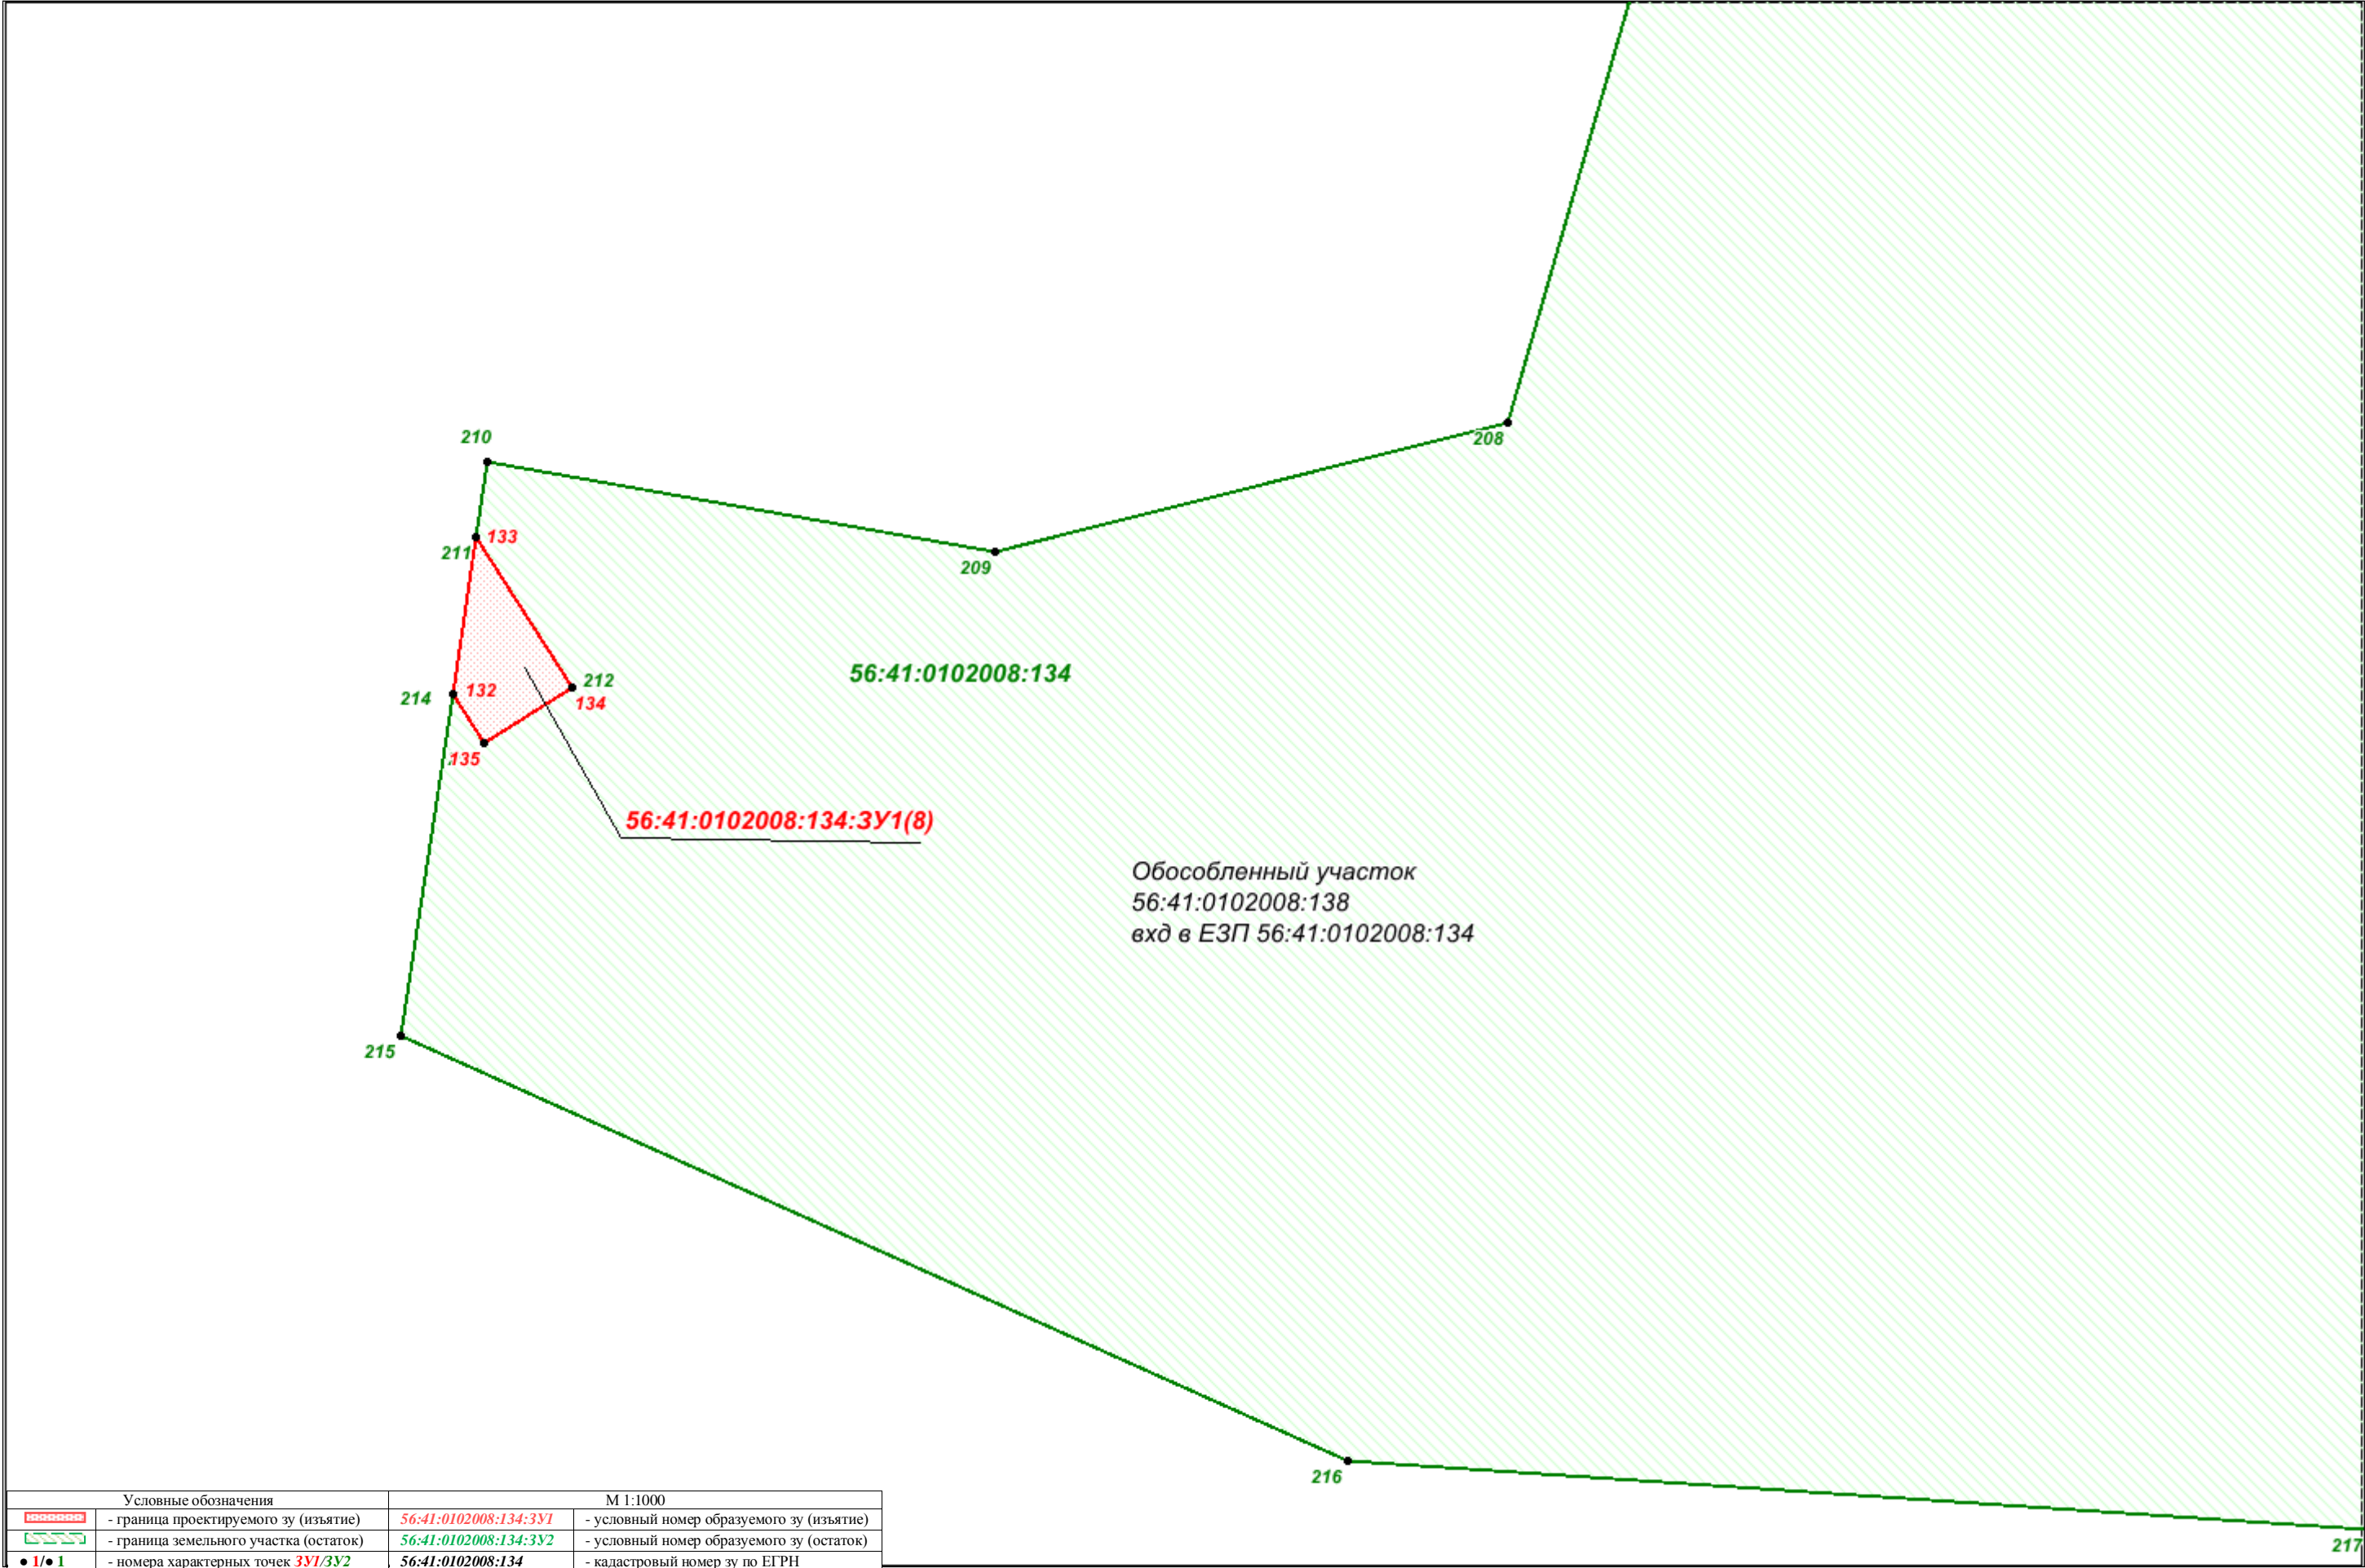 210
208
133
211
209
56:41:0102008:134
212
132
214
134
135
56:41:0102008:134:ЗУ1(8)
Обособленный участок
56:41:0102008:138
вхд в ЕЗП 56:41:0102008:134
215
216
217
Условные обозначения
М 1:1000
- граница проектируемого зу (изъятие)
56:41:0102008:134:ЗУ1
- условный номер образуемого зу (изъятие)
- граница земельного участка (остаток)
56:41:0102008:134:ЗУ2
- условный номер образуемого зу (остаток)
● 1/● 1
- номера характерных точек ЗУ1/ЗУ2
56:41:0102008:134
- кадастровый номер зу по ЕГРН